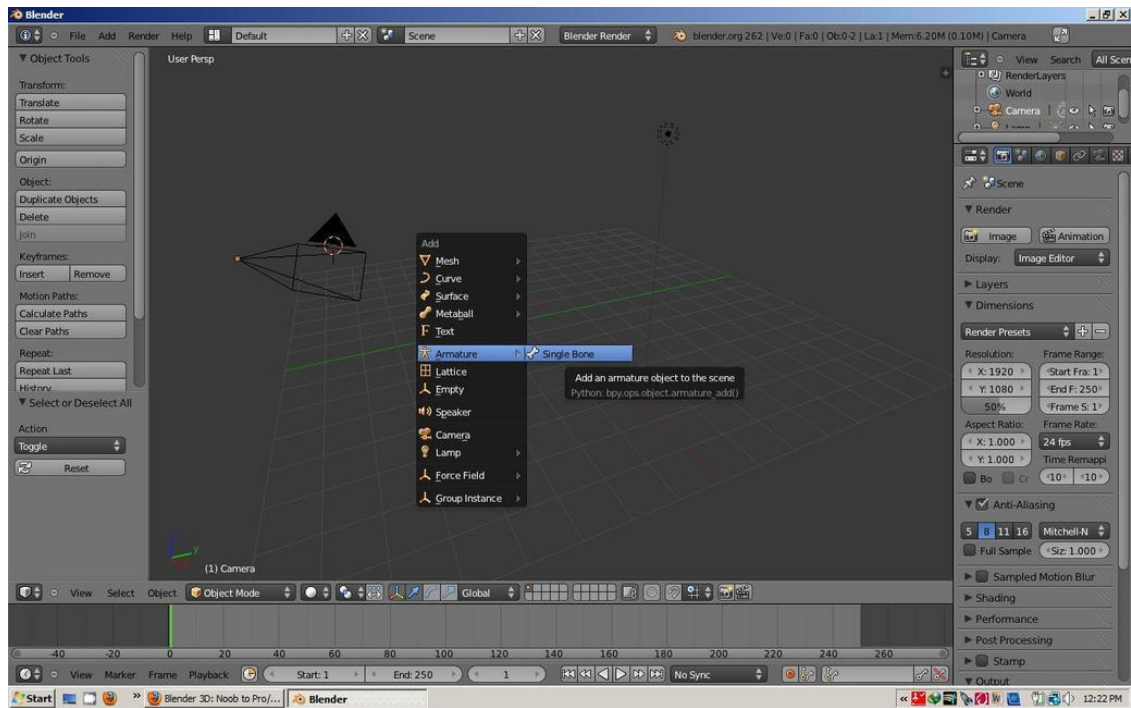 Blender
File Add Render Help Default Scene Blender Render blender.org 262 | Ve:0 | Fa:0 | Ob:0-2 | La:1 | Mem:6.20M (0.10M) | Camera
Object Tools
Transform:
Translate
Rotate
Scale
Origin
Object:
Duplicate Objects
Delete
Join
Keyframes:
Insert Remove
Motion Paths:
Calculate Paths
Clear Paths
Repeat:
Repeat Last
History..
Select or Deselect All
Action
Toggle
Reset
User Persp
Add
Mesh
Curve
Surface
Metaball
Text
Armature Single Bone
Lattice
Empty
Speaker
Camera
Lamp
Force Field
Group Instance
Add an armature object to the scene
Python: bpy.ops.object.armature_add()
y
(1) Camera
View Search All Scen
RenderLayers
World
Camera
Lamp
Scene
Render
Image Animation
Display: Image Editor
Layers
Dimensions
Render Presets
Resolution: Frame Range:
X: 1920 Start Fra: 1
Y: 1080 End F: 250
50% Frame S: 1
Aspect Ratio: Frame Rate:
X: 1.000 24 fps
Y: 1.000 Time Remappi
Bo Cr 10 10
Anti-Aliasing
5 8 11 16 Mitchell-N
Full Sample Siz: 1.000
Sampled Motion Blur
Shading
Performance
Post Processing
Stamp
Output
View Select Object Object Mode Global
-40 -20 0 20 40 60 80 100 120 140 160 180 200 220 240 260
View Marker Frame Playback Start: 1 End: 250 1 No Sync
Start Blender 3D: Noob to Pro/... Blender 12:22 PM